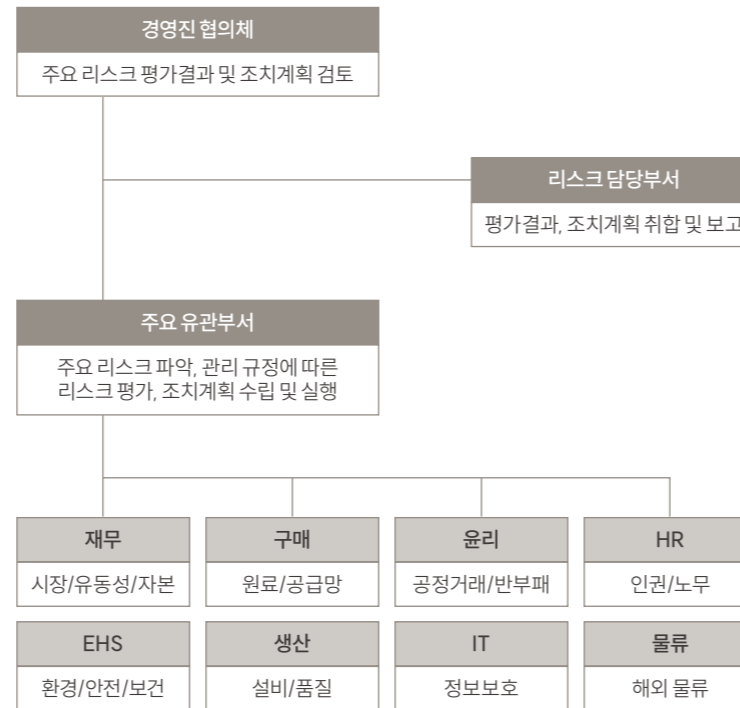 경영진 협의체
주요 리스크 평가결과 및 조치계획 검토
리스크 담당부서
평가결과, 조치계획 취합 및 보고
주요 유관부서
주요 리스크 파악, 관리 규정에 따른
리스크 평가, 조치계획 수립 및 실행
재무
시장/유동성/자본
구매
원료/공급망
윤리
공정거래/반부패
HR
인권/노무
EHS
환경/안전/보건
생산
설비/품질
IT
정보보호
물류
해외 물류